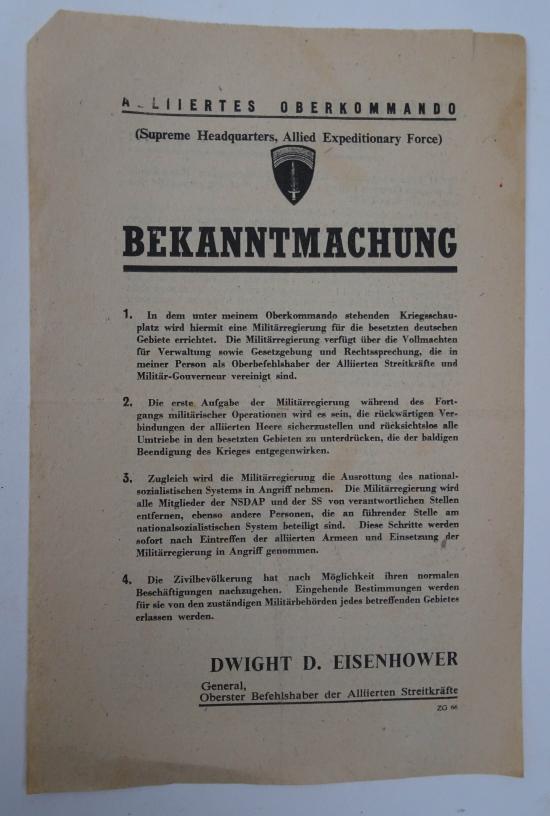 ALLIIERTES OBERKOMMANDO
(Supreme Headquarters, Allied Expeditionary Force)
BEKANNTMACHUNG
1. In dem unter meinem Oberkommando stehenden Kriegsschau-
platz wird hiermit eine Militärregierung für die besetzten deutschen
Gebiete errichtet. Die Militärregierung verfügt über die Vollmachten
für Verwaltung sowie Gesetzgebung und Rechtssprechung, die in
meiner Person als Oberbefehlshaber der Alliierten Streitkräfte und
Militär-Gouverneur vereinigt sind.
2. Die erste Aufgabe der Militärregierung während des Fort-
gangs militärischer Operationen wird es sein, die rückwärtigen Ver-
bindungen der alliierten Heere sicherzustellen und rücksichtslos alle
Umtriebe in den besetzten Gebieten zu unterdrücken, die der baldigen
Beendigung des Krieges entgegenwirken.
3. Zugleich wird die Militärregierung die Ausrottung des national-
sozialistischen Systems in Angriff nehmen. Die Militärregierung wird
alle Mitglieder der NSDAP und der SS von verantwortlichen Stellen
entfernen, ebenso andere Personen, die an führender Stelle am
nationalsozialistischen System beteiligt sind. Diese Schritte werden
sofort nach Eintreffen der alliierten Armeen und Einsetzung der
Militärregierung in Angriff genommen.
4. Die Zivilbevölkerung hat nach Möglichkeit ihren normalen
Beschäftigungen nachzugehen. Eingehende Bestimmungen werden
für sie von den zuständigen Militärbehörden jedes betreffenden Gebietes
erlassen werden.
DWIGHT D. EISENHOWER
General,
Oberster Befehlshaber der Alliierten Streitkräfte
ZG 66